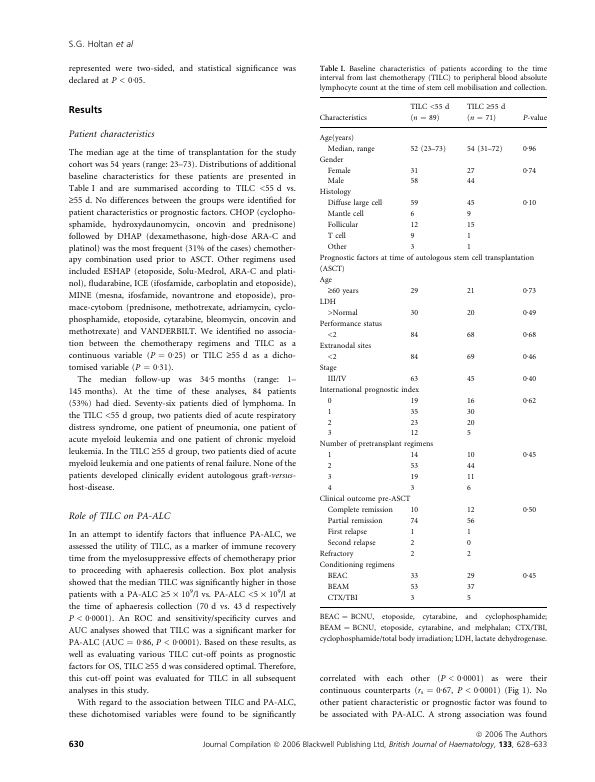 S.G. Holtan et al
represented were two-sided, and statistical significance was
declared at P < 0·05.
Results
Patient characteristics
The median age at the time of transplantation for the study
cohort was 54 years (range: 23–73). Distributions of additional
baseline characteristics for these patients are presented in
Table I and are summarised according to TILC <55 d vs.
≥55 d. No differences between the groups were identified for
patient characteristics or prognostic factors. CHOP (cyclopho-
sphamide, hydroxydaunomycin, oncovin and prednisone)
followed by DHAP (dexamethasone, high-dose ARA-C and
platinol) was the most frequent (31% of the cases) chemother-
apy combination used prior to ASCT. Other regimens used
included ESHAP (etoposide, Solu-Medrol, ARA-C and plati-
nol), fludarabine, ICE (ifosfamide, carboplatin and etoposide),
MINE (mesna, ifosfamide, novantrone and etoposide), pro-
mace-cytobom (prednisone, methotrexate, adriamycin, cyclo-
phosphamide, etoposide, cytarabine, bleomycin, oncovin and
methotrexate) and VANDERBILT. We identified no associa-
tion between the chemotherapy regimens and TILC as a
continuous variable (P = 0·25) or TILC ≥55 d as a dicho-
tomised variable (P = 0·31).
The median follow-up was 34·5 months (range: 1–
145 months). At the time of these analyses, 84 patients
(53%) had died. Seventy-six patients died of lymphoma. In
the TILC <55 d group, two patients died of acute respiratory
distress syndrome, one patient of pneumonia, one patient of
acute myeloid leukemia and one patient of chronic myeloid
leukemia. In the TILC ≥55 d group, two patients died of acute
myeloid leukemia and one patients of renal failure. None of the
patients developed clinically evident autologous graft-versus-
host-disease.
Role of TILC on PA-ALC
In an attempt to identify factors that influence PA-ALC, we
assessed the utility of TILC, as a marker of immune recovery
time from the myelosuppressive effects of chemotherapy prior
to proceeding with aphaeresis collection. Box plot analysis
showed that the median TILC was significantly higher in those
patients with a PA-ALC ≥5 × 10⁹/l vs. PA-ALC <5 × 10⁹/l at
the time of aphaeresis collection (70 d vs. 43 d respectively
P < 0·0001). An ROC and sensitivity/specificity curves and
AUC analyses showed that TILC was a significant marker for
PA-ALC (AUC = 0·86, P < 0·0001). Based on these results, as
well as evaluating various TILC cut-off points as prognostic
factors for OS, TILC ≥55 d was considered optimal. Therefore,
this cut-off point was evaluated for TILC in all subsequent
analyses in this study.
With regard to the association between TILC and PA-ALC,
these dichotomised variables were found to be significantly
Table I. Baseline characteristics of patients according to the time
interval from last chemotherapy (TILC) to peripheral blood absolute
lymphocyte count at the time of stem cell mobilisation and collection.
Characteristics TILC <55 d (n = 89) TILC ≥55 d (n = 71) P-value
Age(years)
Median, range 52 (23–73) 54 (31–72) 0·96
Gender
Female 31 27 0·74
Male 58 44
Histology
Diffuse large cell 59 45 0·10
Mantle cell 6 9
Follicular 12 15
T cell 9 1
Other 3 1
Prognostic factors at time of autologous stem cell transplantation
(ASCT)
Age
≥60 years 29 21 0·73
LDH
>Normal 30 20 0·49
Performance status
<2 84 68 0·68
Extranodal sites
<2 84 69 0·46
Stage
III/IV 63 45 0·40
International prognostic index
0 19 16 0·62
1 35 30
2 23 20
3 12 5
Number of pretransplant regimens
1 14 10 0·45
2 53 44
3 19 11
4 3 6
Clinical outcome pre-ASCT
Complete remission 10 12 0·50
Partial remission 74 56
First relapse 1 1
Second relapse 2 0
Refractory 2 2
Conditioning regimens
BEAC 33 29 0·45
BEAM 53 37
CTX/TBI 3 5
BEAC = BCNU, etoposide, cytarabine, and cyclophosphamide;
BEAM = BCNU, etoposide, cytarabine, and melphalan; CTX/TBI,
cyclophosphamide/total body irradiation; LDH, lactate dehydrogenase.
correlated with each other (P < 0·0001) as were their
continuous counterparts (rₛ = 0·67, P < 0·0001) (Fig 1). No
other patient characteristic or prognostic factor was found to
be associated with PA-ALC. A strong association was found
© 2006 The Authors
630 Journal Compilation © 2006 Blackwell Publishing Ltd, British Journal of Haematology, 133, 628–633